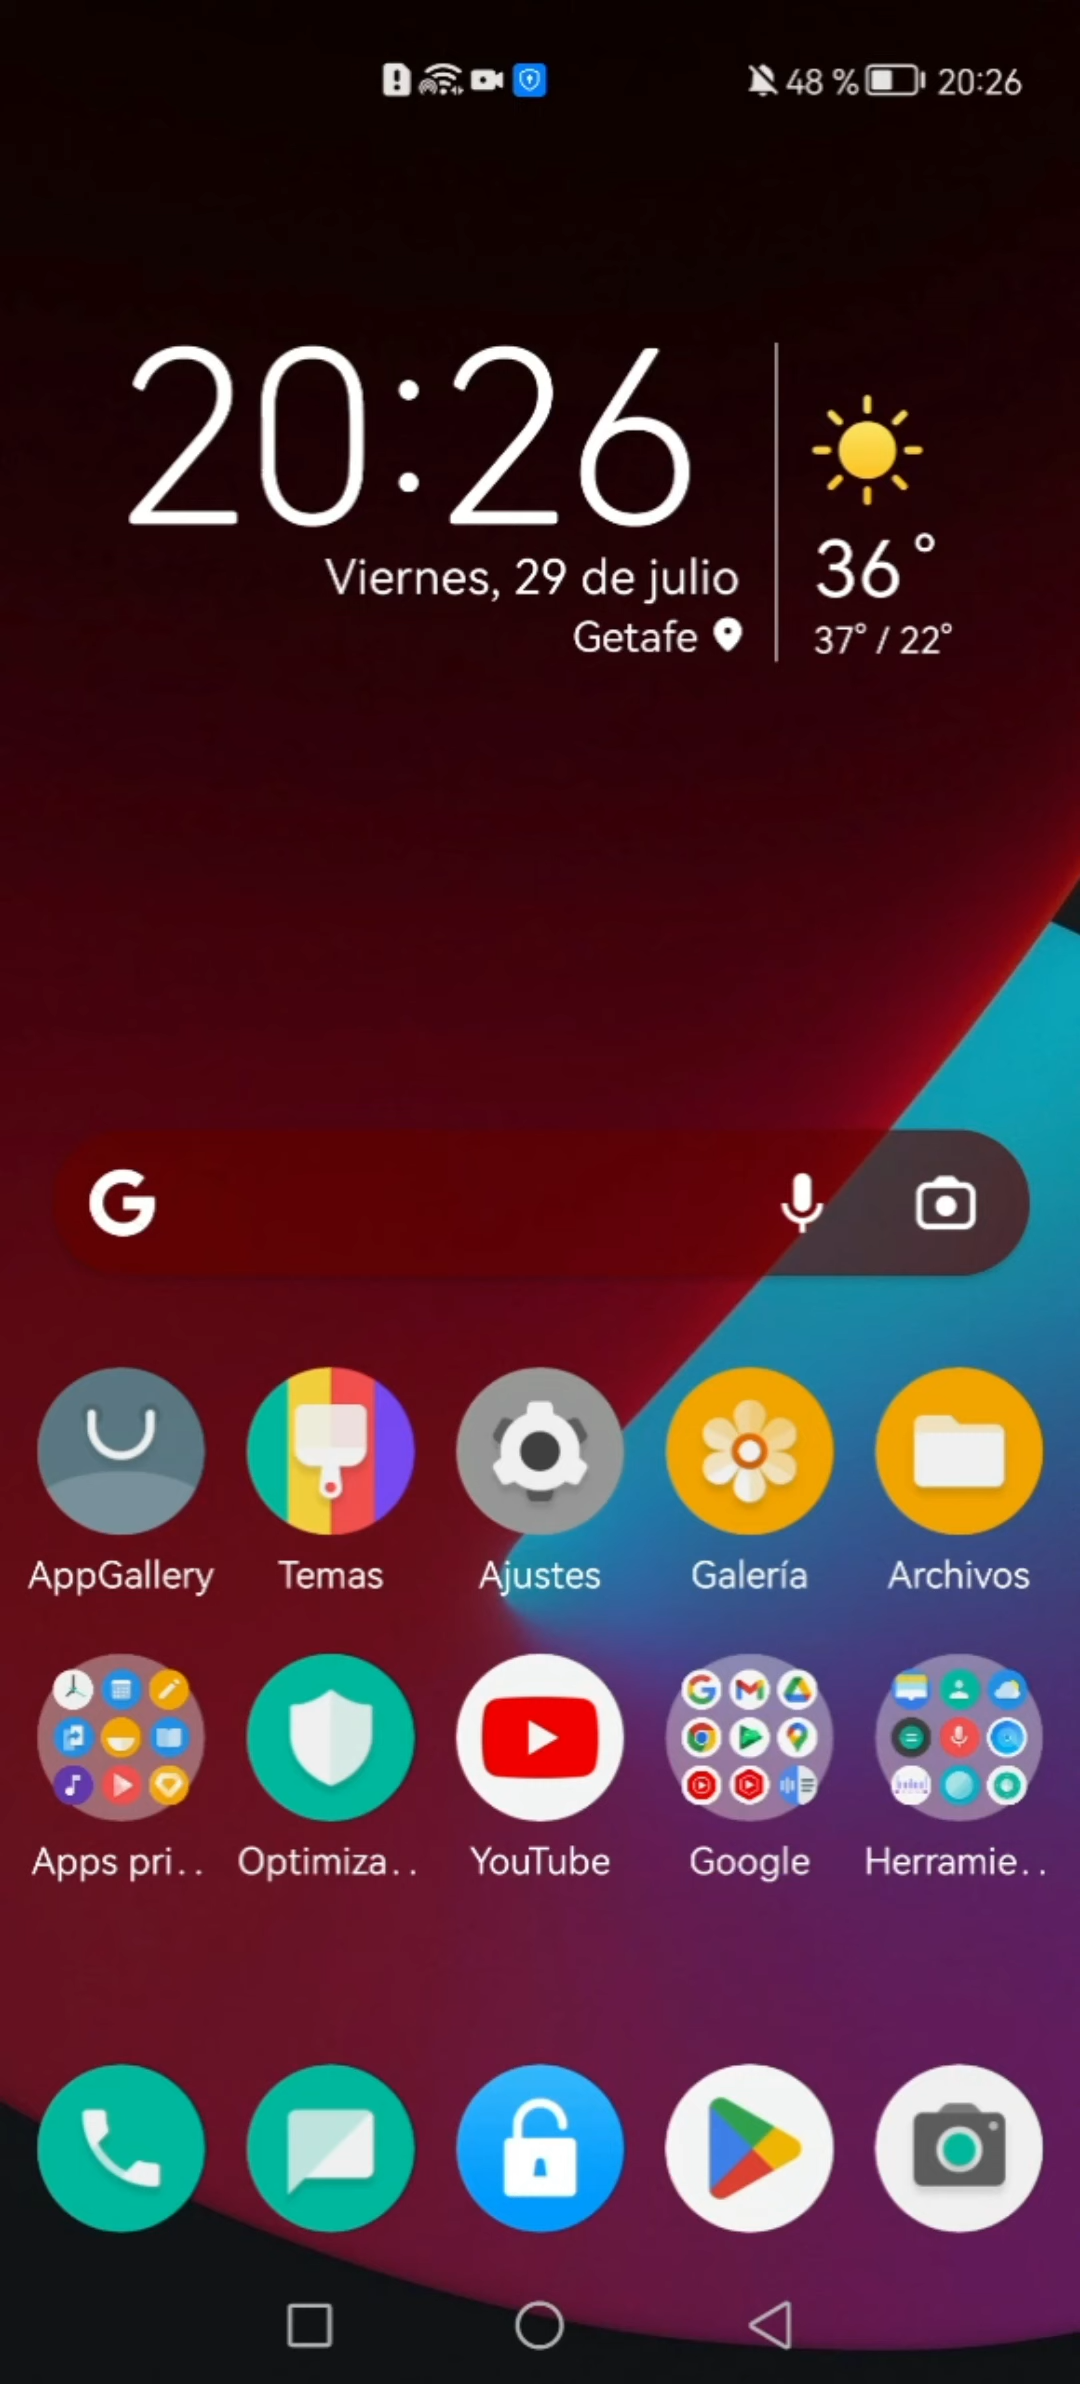 48 % 20:26
20:26
Viernes, 29 de julio
Getafe
36°
37° / 22°
AppGallery
Temas
Ajustes
Galería
Archivos
Apps pri..
Optimiza..
YouTube
Google
Herramie..